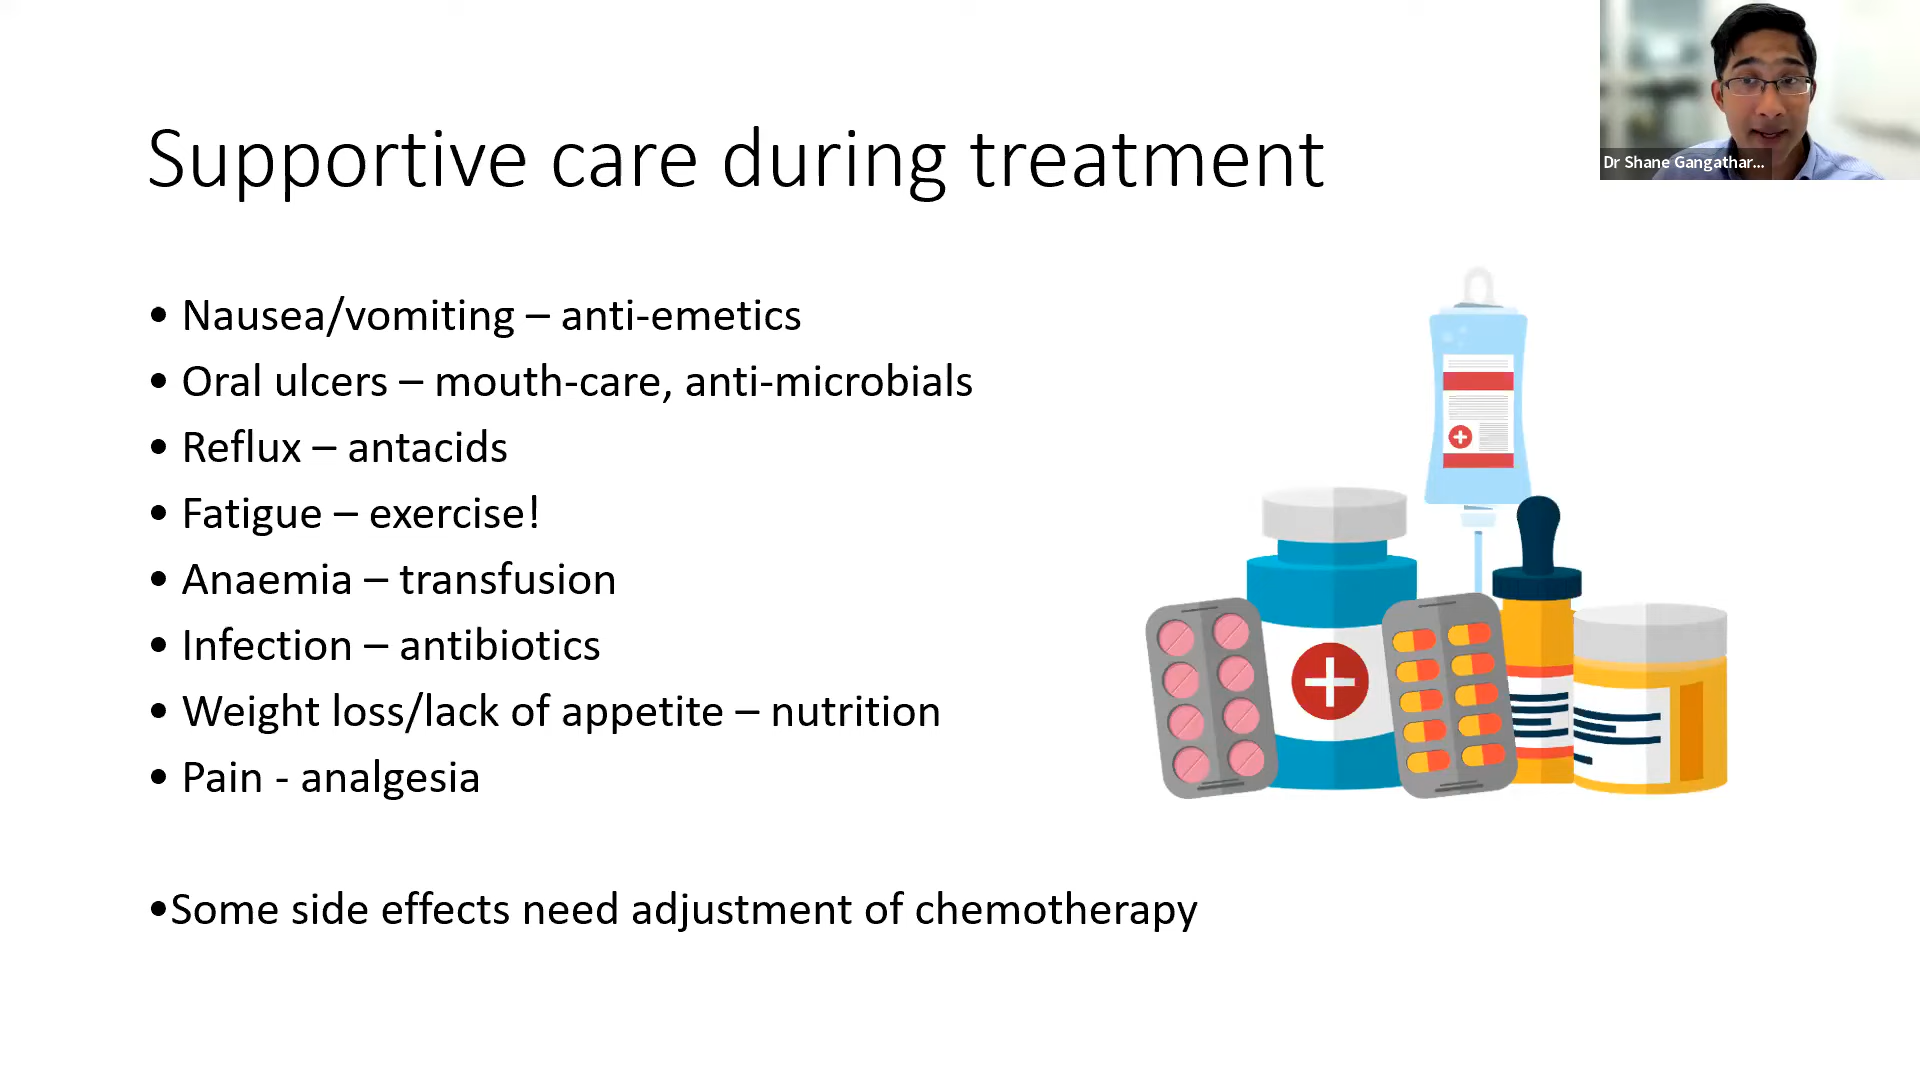 Supportive care during treatment
• Nausea/vomiting – anti-emetics
• Oral ulcers – mouth-care, anti-microbials
• Reflux – antacids
• Fatigue – exercise!
• Anaemia – transfusion
• Infection – antibiotics
• Weight loss/lack of appetite – nutrition
• Pain - analgesia
•Some side effects need adjustment of chemotherapy
Dr Shane Gangathar...